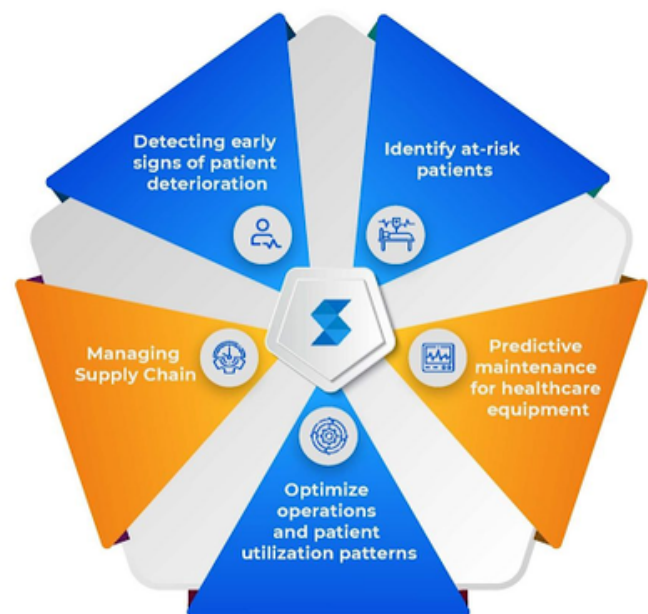 Detecting early
signs of patient
deterioration
Identify at-risk
patients
Managing
Supply Chain
Predictive
maintenance
for healthcare
equipment
Optimize
operations
and patient
utilization patterns